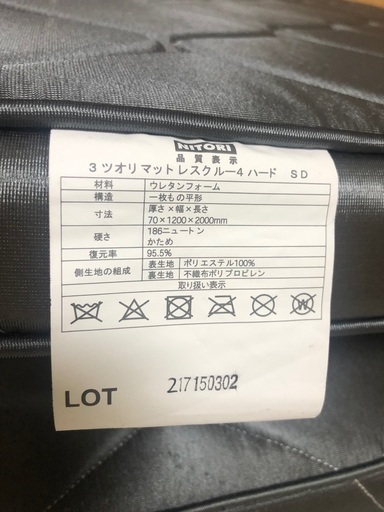 NITORI
品質表示
3ツオリマットレスクルー4ハード SD
材料 ウレタンフォーム
構造 一枚もの平形
寸法 厚さ×幅×長さ
70×1200×2000mm
硬さ 186ニュートン
かため
復元率 95.5%
側生地の組成 表生地 ポリエステル100%
裏生地 不織布ポリプロピレン
取り扱い表示
LOT 217150302